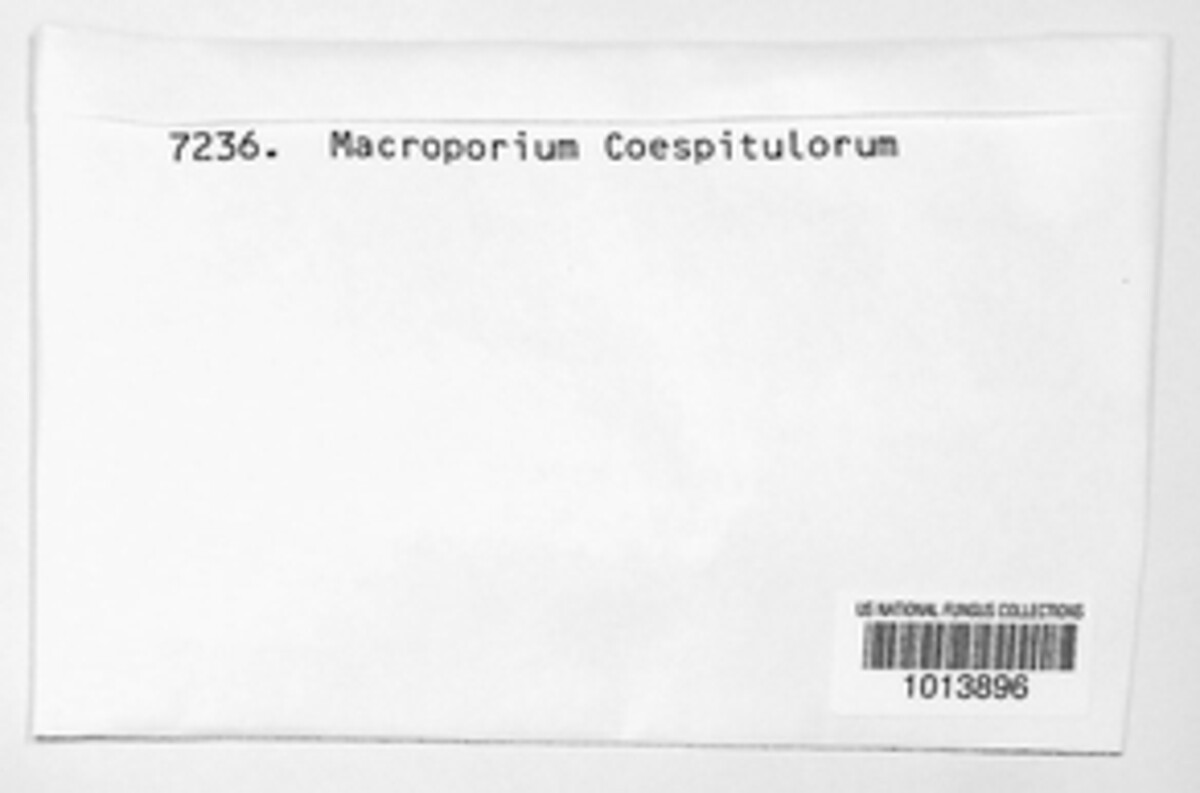 7236. Macroporium Coespitulorum
US NATIONAL FUNGUS COLLECTIONS
1013896